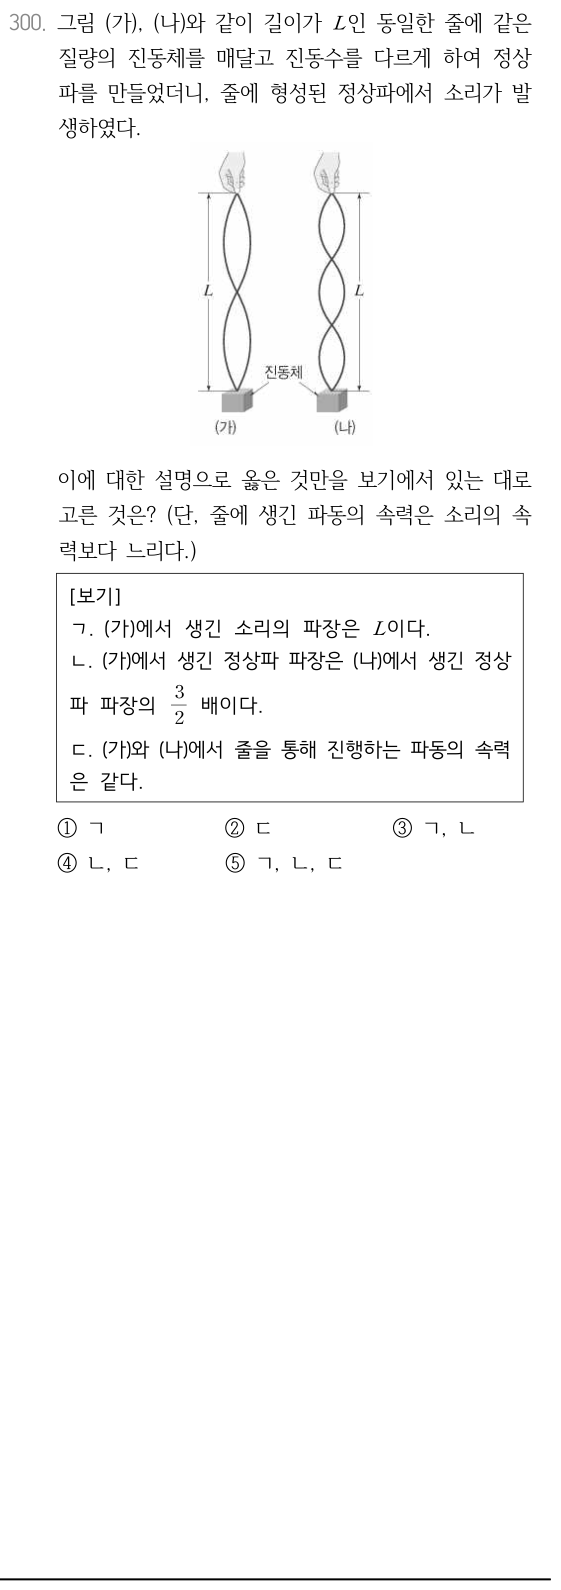 300. 그림 (가), (나)와 같이 길이가 L인 동일한 줄에 같은
질량의 진동체를 매달고 진동수를 다르게 하여 정상
파를 만들었더니, 줄에 형성된 정상파에서 소리가 발
생하였다.
L
L
진동체
(가)
(나)
이에 대한 설명으로 옳은 것만을 보기에서 있는 대로
고른 것은? (단, 줄에 생긴 파동의 속력은 소리의 속
력보다 느리다.)
[보기]
ㄱ. (가)에서 생긴 소리의 파장은 L이다.
ㄴ. (가)에서 생긴 정상파 파장은 (나)에서 생긴 정상
파 파장의 3/2 배이다.
ㄷ. (가)와 (나)에서 줄을 통해 진행하는 파동의 속력
은 같다.
① ㄱ ② ㄷ ③ ㄱ, ㄴ
④ ㄴ, ㄷ ⑤ ㄱ, ㄴ, ㄷ